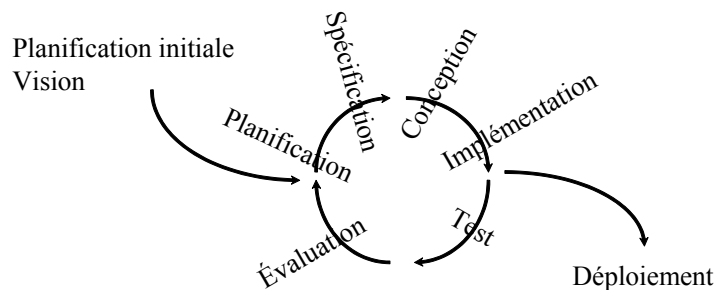 Planification initiale
Vision
Planification
Spécification
Conception
Implémentation
Test
Évaluation
Déploiement